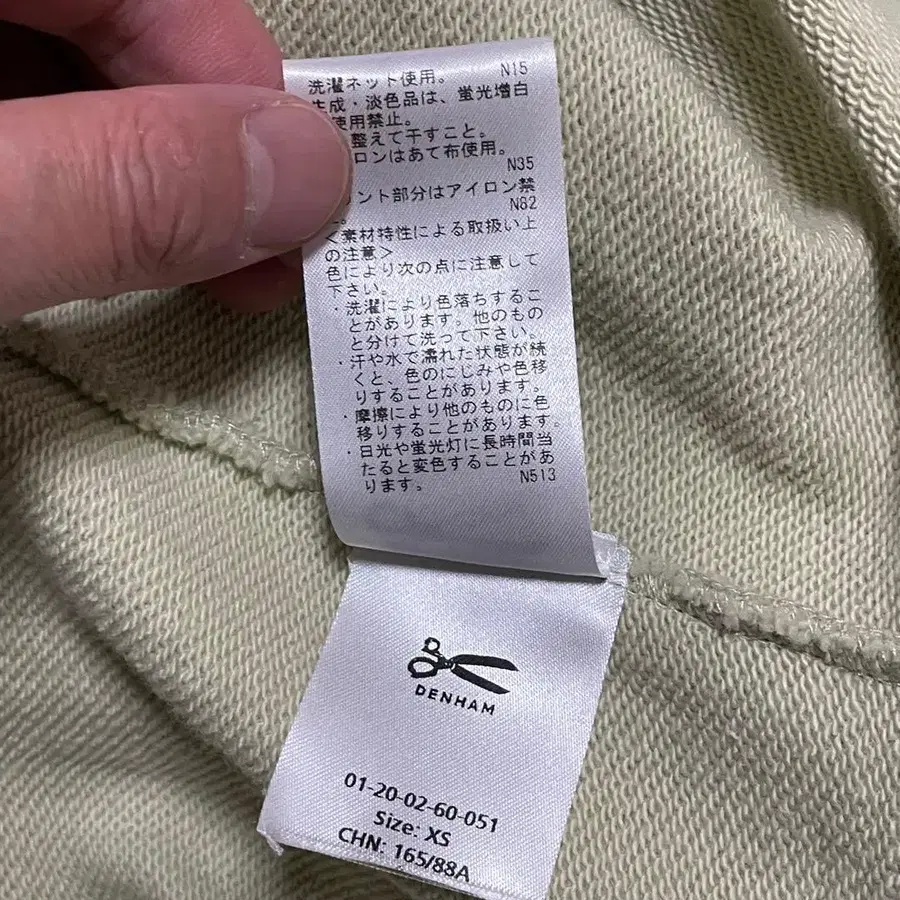 洗濯ネット使用。 N15
生成・淡色品は、蛍光増白
使用禁止。
整えて干すこと。
ロンはあて布使用。
N35
ント部分はアイロン禁
N82
<素材特性による取扱い上
の注意>
色により次の点に注意して
下さい。
・洗濯により色落ちするこ
とがあります。他のもの
と分けて洗って下さい。
・汗や水で濡れた状態が続
くと、色のにじみや色移
りすることがあります。
・摩擦により他のものに色
移りすることがあります。
・日光や蛍光灯に長時間当
たると変色することがあ
ります。 N513
DENHAM
01-20-02-60-051
Size: XS
CHN: 165/88A